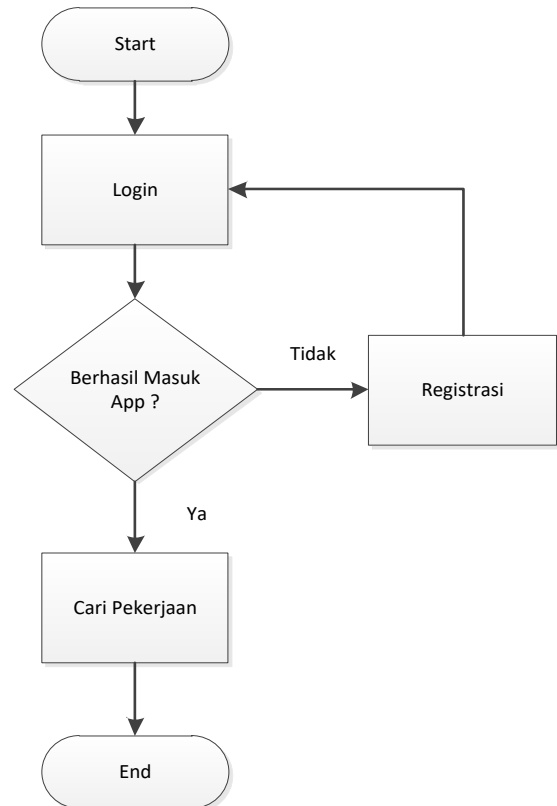 Start
Login
Berhasil Masuk
App ?
Tidak
Registrasi
Ya
Cari Pekerjaan
End